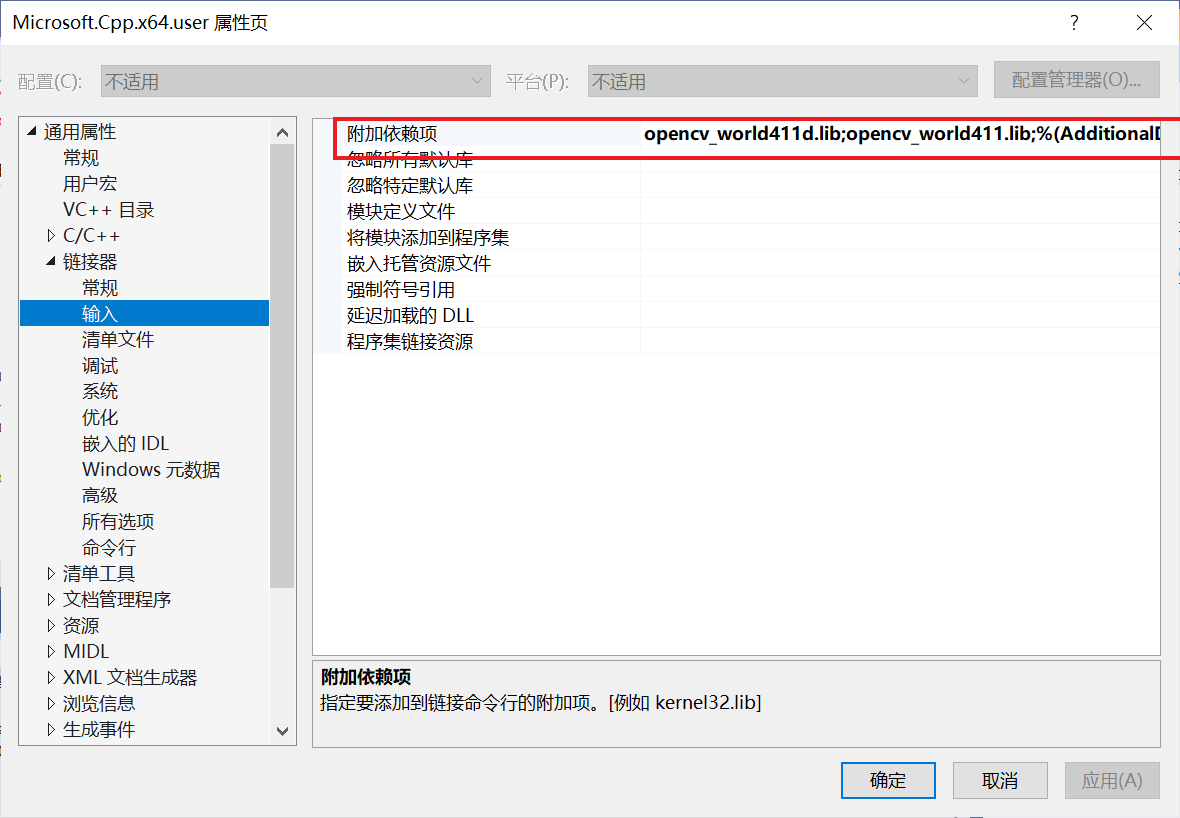 Microsoft.Cpp.x64.user 属性页
?
配置(C):
不适用
平台(P):
不适用
配置管理器(O)...
通用属性
常规
用户宏
VC++ 目录
C/C++
链接器
常规
输入
清单文件
调试
系统
优化
嵌入的 IDL
Windows 元数据
高级
所有选项
命令行
清单工具
文档管理程序
资源
MIDL
XML 文档生成器
浏览信息
生成事件
附加依赖项 opencv_world411d.lib;opencv_world411.lib;%(AdditionalD
忽略所有默认库
忽略特定默认库
模块定义文件
将模块添加到程序集
嵌入托管资源文件
强制符号引用
延迟加载的 DLL
程序集链接资源
附加依赖项
指定要添加到链接命令行的附加项。[例如 kernel32.lib]
确定
取消
应用(A)